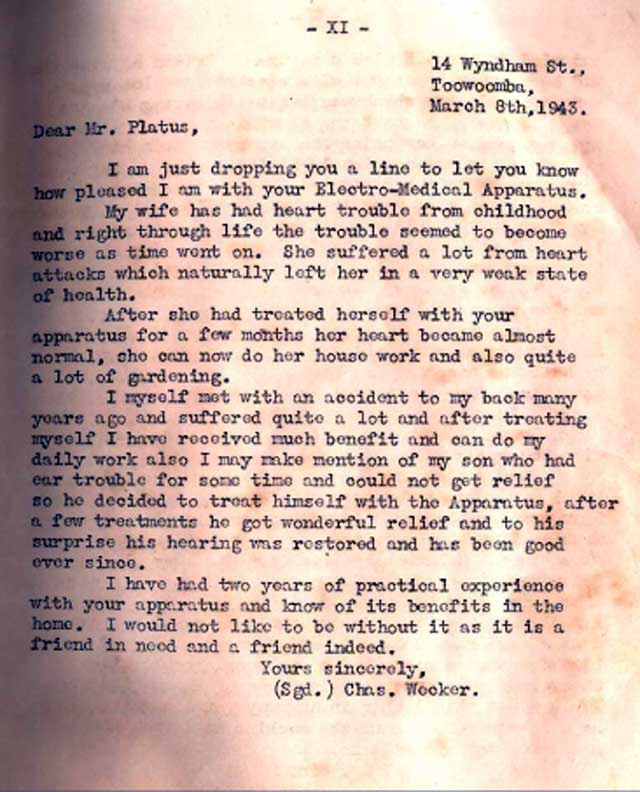 - XI -
14 Wyndham St.,
Toowoomba,
March 8th,1943.
Dear Mr. Platus,
I am just dropping you a line to let you know
how pleased I am with your Electro-Medical Apparatus.
My wife has had heart trouble from childhood
and right through life the trouble seemed to become
worse as time went on. She suffered a lot from heart
attacks which naturally left her in a very weak state
of health.
After she had treated herself with your
apparatus for a few months her heart became almost
normal, she can now do her house work and also quite
a lot of gardening.
I myself met with an accident to my back many
years ago and suffered quite a lot and after treating
myself I have received much benefit and can do my
daily work also I may make mention of my son who had
ear trouble for some time and could not get relief
so he decided to treat himself with the Apparatus, after
a few treatments he got wonderful relief and to his
surprise his hearing was restored and has been good
ever since.
I have had two years of practical experience
with your apparatus and know of its benefits in the
home. I would not like to be without it as it is a
friend in need and a friend indeed.
Yours sincerely,
(Sgd.) Chas. Wecker.